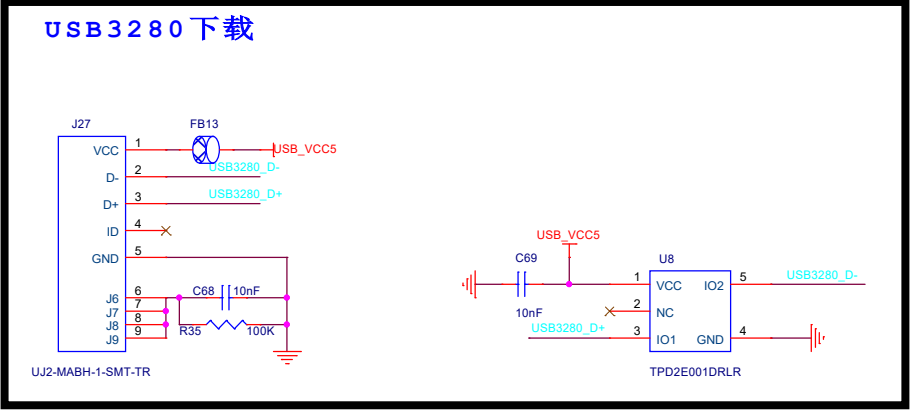 USB3280下载
J27
FB13
VCC 1 USB_VCC5
D- 2 USB3280_D-
D+ 3 USB3280_D+
ID 4
GND 5
J6 6 C68 10nF
J7 7
J8 8
J9 9 R35 100K
UJ2-MABH-1-SMT-TR
USB_VCC5
C69 U8
10nF
1 VCC IO2 5 USB3280_D-
2 NC
USB3280_D+ 3 IO1 GND 4
TPD2E001DRLR